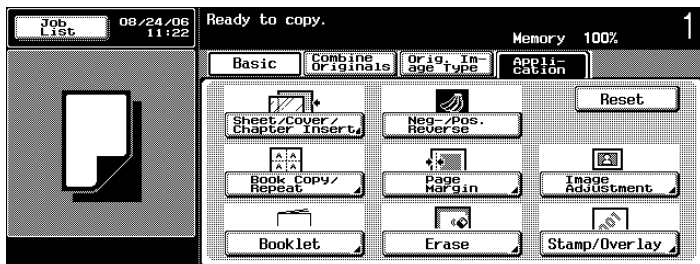 Job
List
08/24/06
11:22
Ready to copy.
1
Memory 100%
Basic
Combine
Originals
Orig. Im-
age Type
Appli-
cation
Sheet/Cover/
Chapter Insert
Neg-/Pos.
Reverse
Reset
Book Copy/
Repeat
Page
Margin
Image
Adjustment
Booklet
Erase
Stamp/Overlay